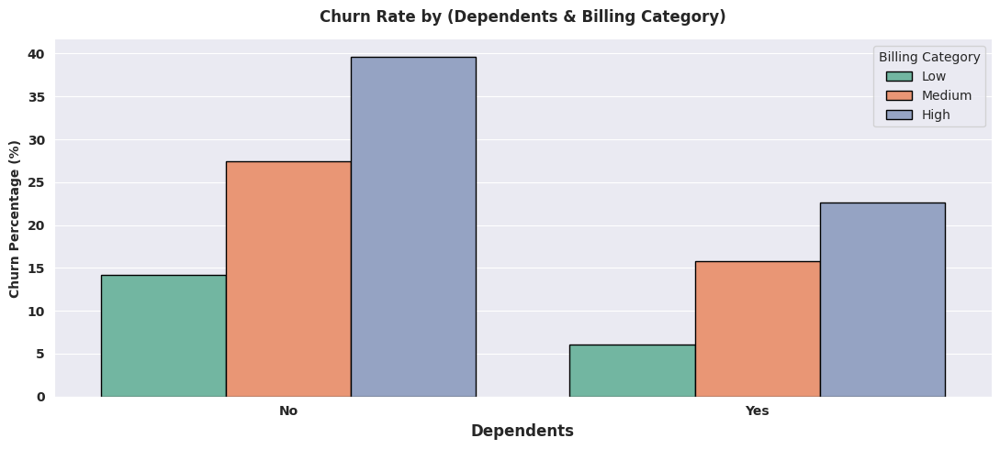 Churn Rate by (Dependents & Billing Category)
Churn Percentage (%)
40
35
30
25
20
15
10
5
0
Billing Category
Low
Medium
High
No
Yes
Dependents